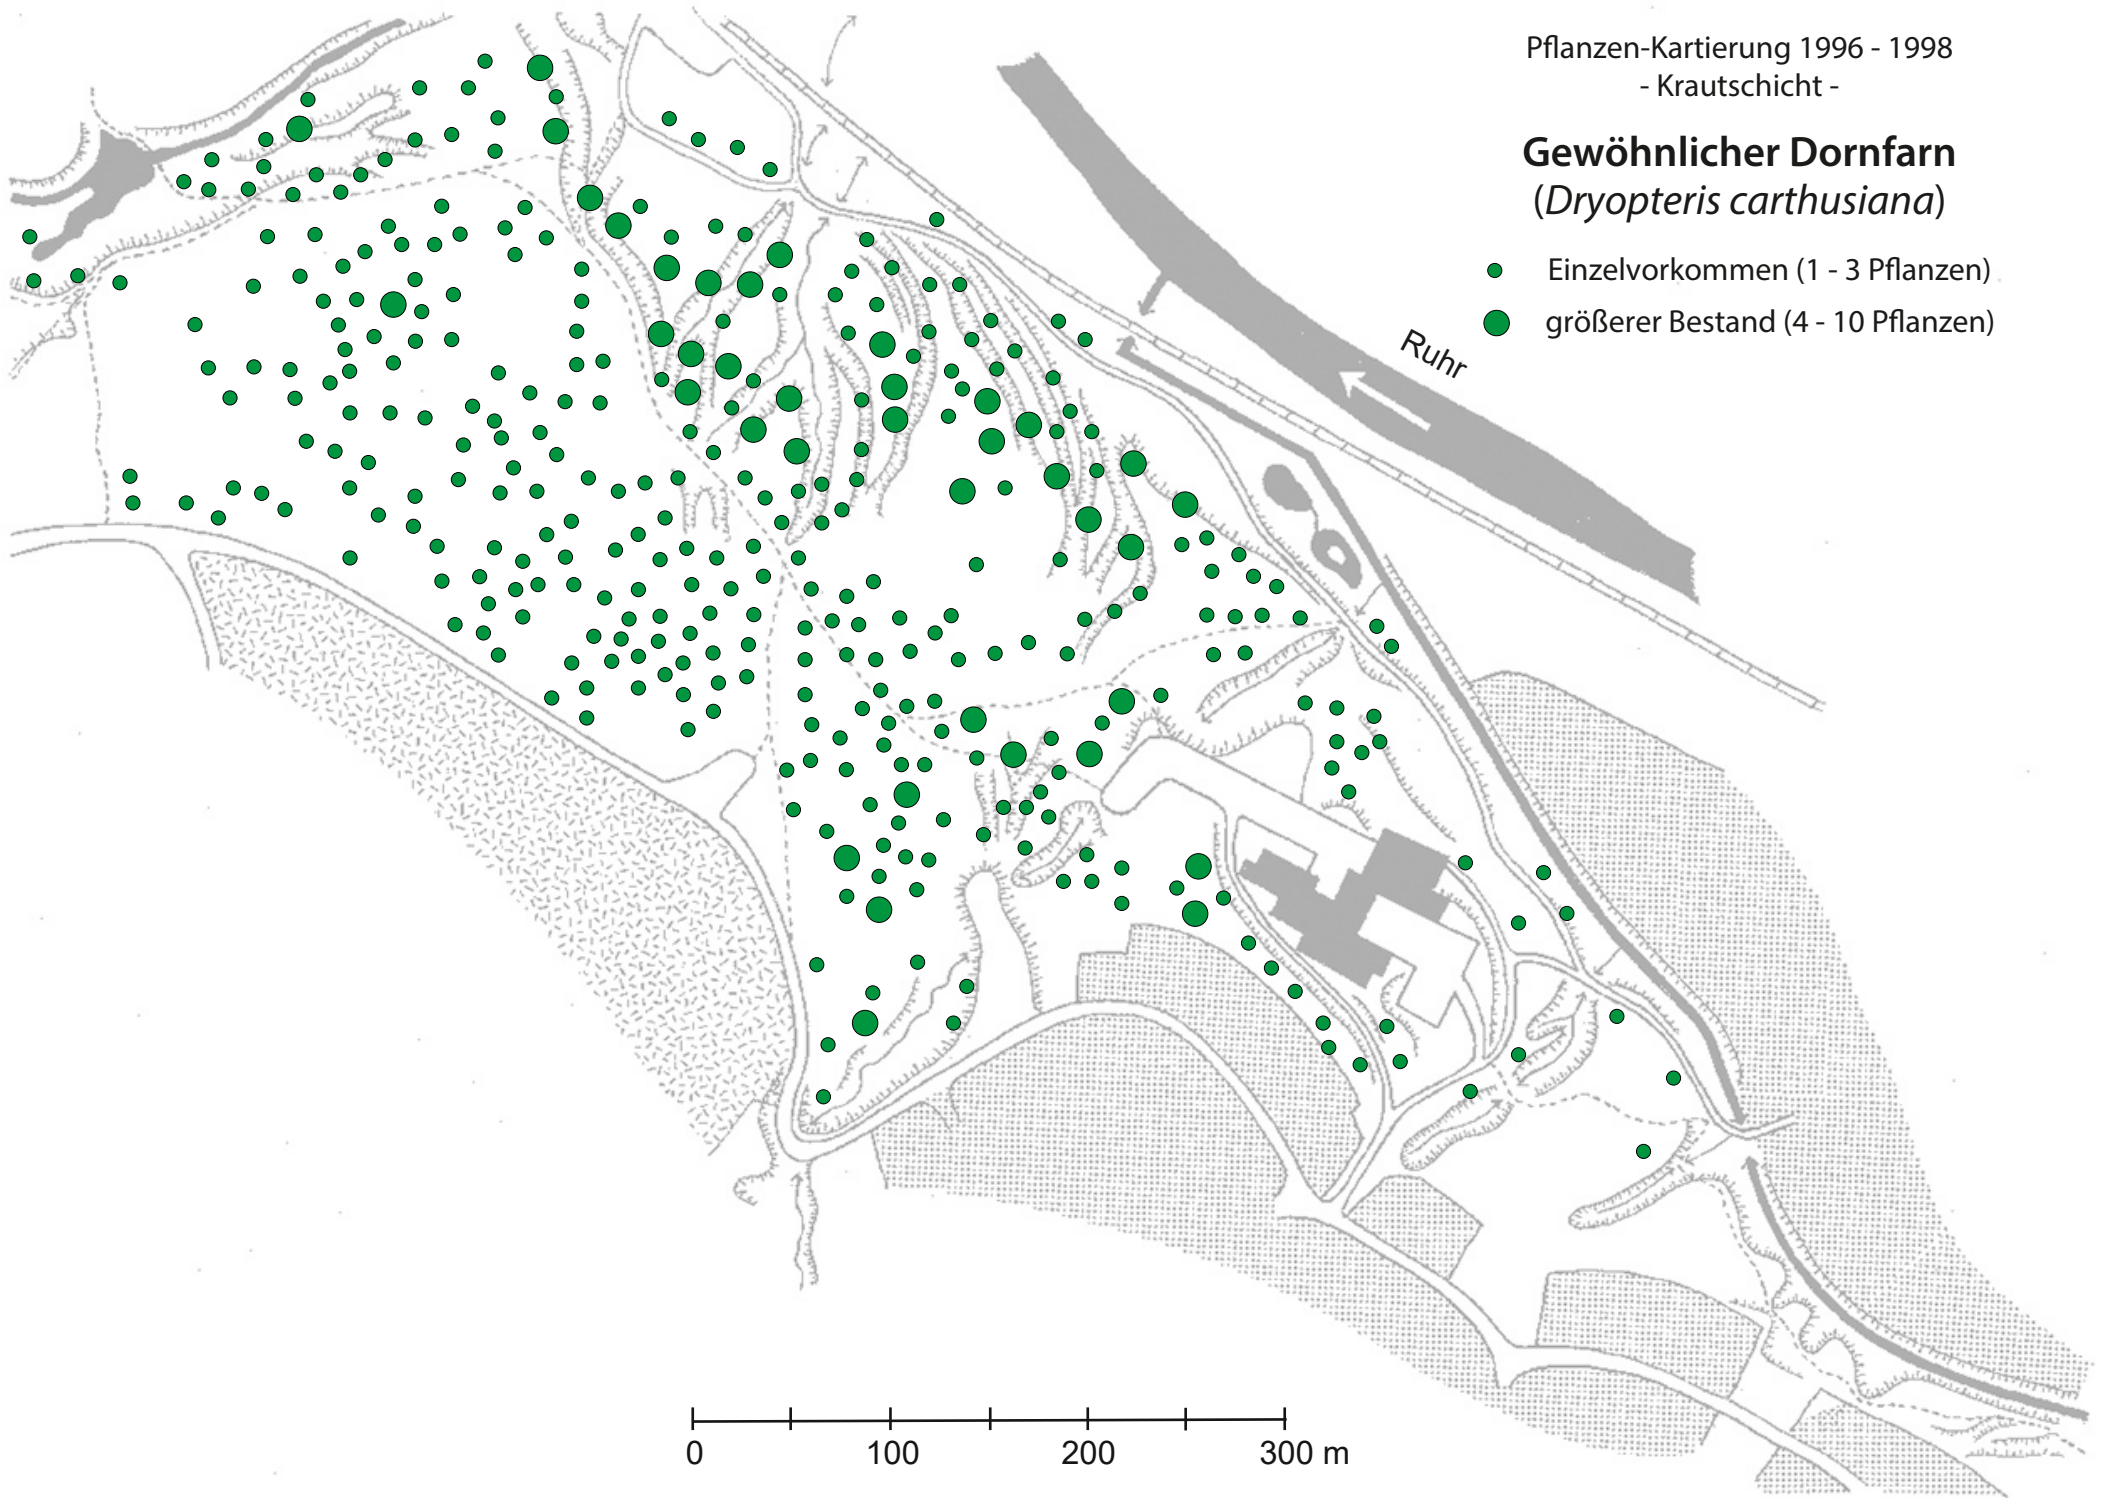 Pflanzen-Kartierung 1996 - 1998
- Krautschicht -
Gewöhnlicher Dornfarn
(Dryopteris carthusiana)
Einzelvorkommen (1 - 3 Pflanzen)
größerer Bestand (4 - 10 Pflanzen)
Ruhr
0 100 200 300 m